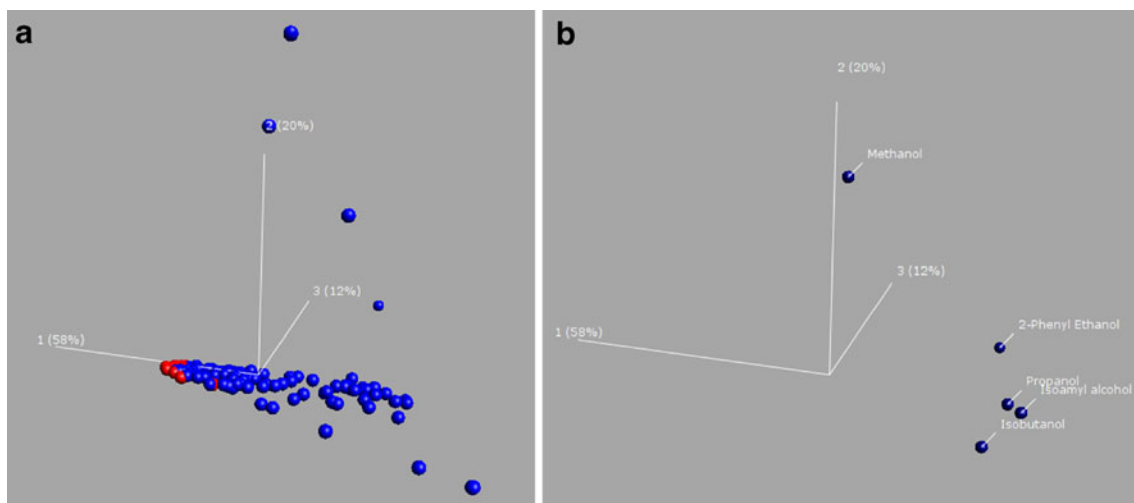 a
2 (20%)
3 (12%)
1 (58%)
b
2 (20%)
Methanol
3 (12%)
1 (58%)
2-Phenyl Ethanol
Propanol
Isoamyl alcohol
Isobutanol